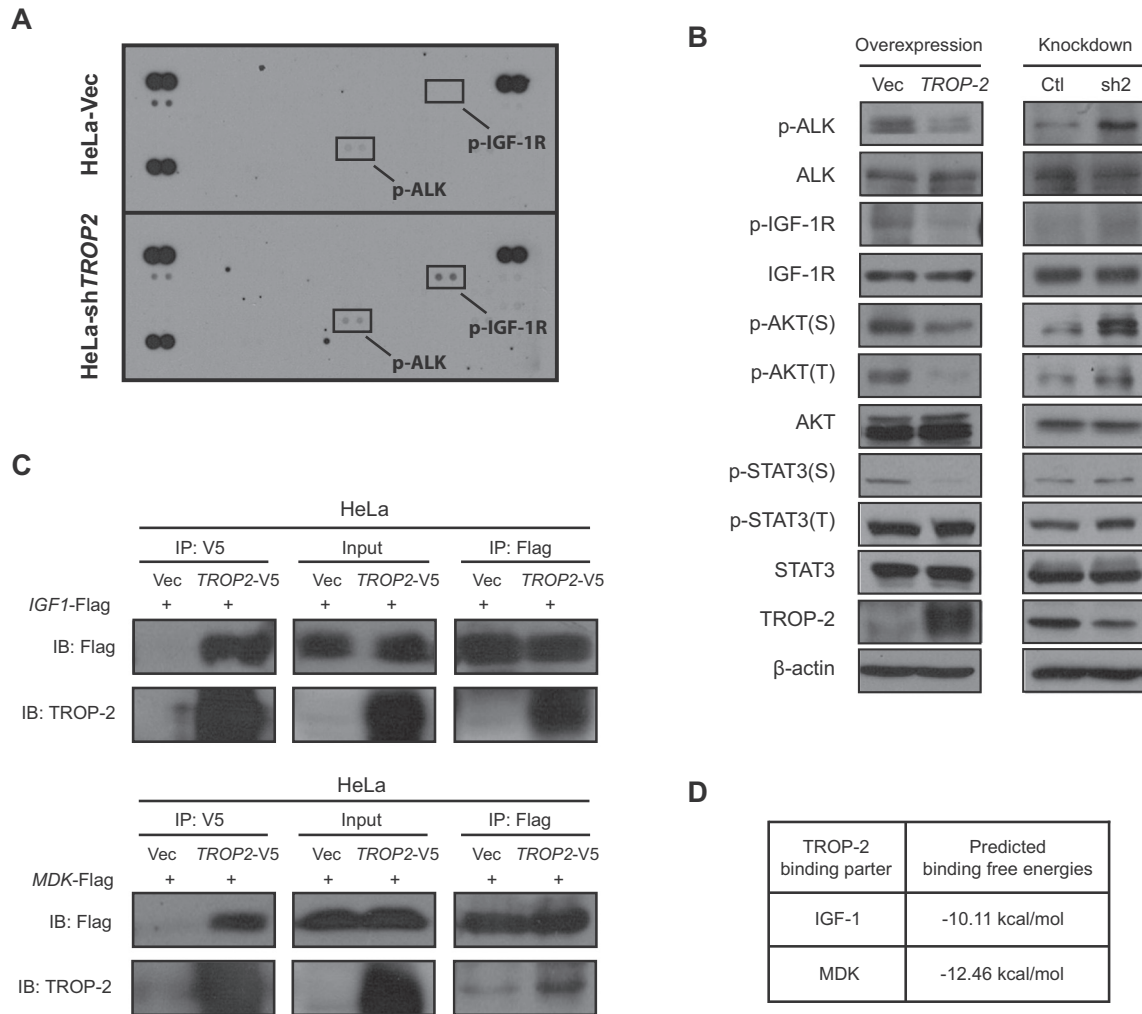 A
HeLa-Vec
p-IGF-1R
p-ALK
HeLa-shTROP2
p-IGF-1R
p-ALK
B
Overexpression Knockdown
Vec TROP-2 Ctl sh2
p-ALK
ALK
p-IGF-1R
IGF-1R
p-AKT(S)
p-AKT(T)
AKT
p-STAT3(S)
p-STAT3(T)
STAT3
TROP-2
β-actin
C
HeLa
IP: V5 Input IP: Flag
Vec TROP2-V5 Vec TROP2-V5 Vec TROP2-V5
IGF1-Flag + + + + + +
IB: Flag
IB: TROP-2
HeLa
IP: V5 Input IP: Flag
Vec TROP2-V5 Vec TROP2-V5 Vec TROP2-V5
MDK-Flag + + + + + +
IB: Flag
IB: TROP-2
D
TROP-2 Predicted
binding parter binding free energies
IGF-1 -10.11 kcal/mol
MDK -12.46 kcal/mol